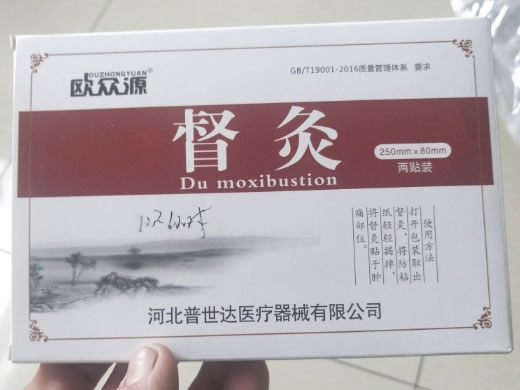 OUZHONGYUAN®
欧众源
GB/T19001-2016质量管理体系 要求
督灸
Du moxibustion
250mm×80mm
两贴装
使用方法
打开包装取出
督灸，将防粘
纸轻轻揭掉，
将督灸贴于肿
痛部位。
河北普世达医疗器械有限公司